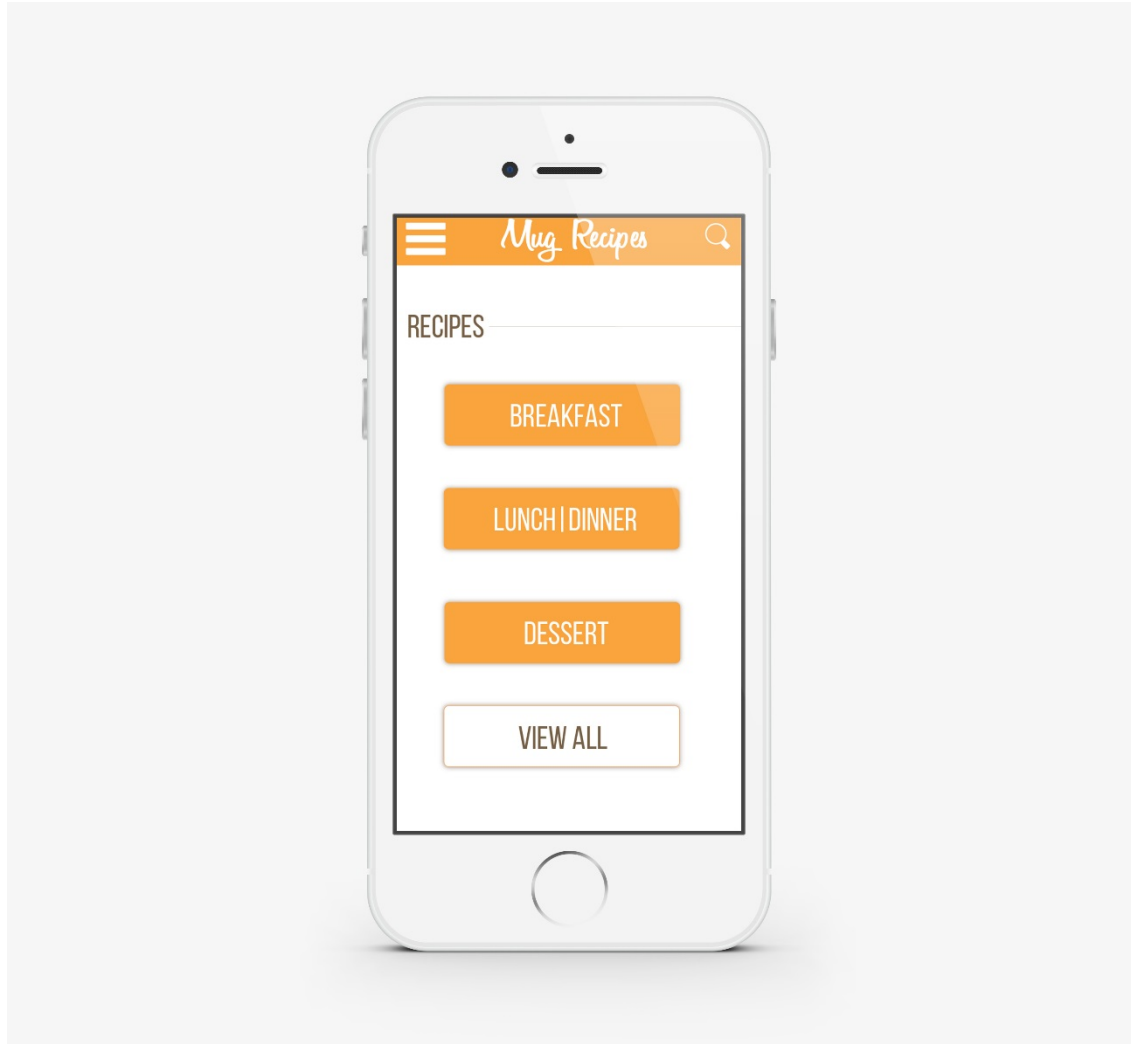 Mug Recipes
RECIPES
BREAKFAST
LUNCH|DINNER
DESSERT
VIEW ALL